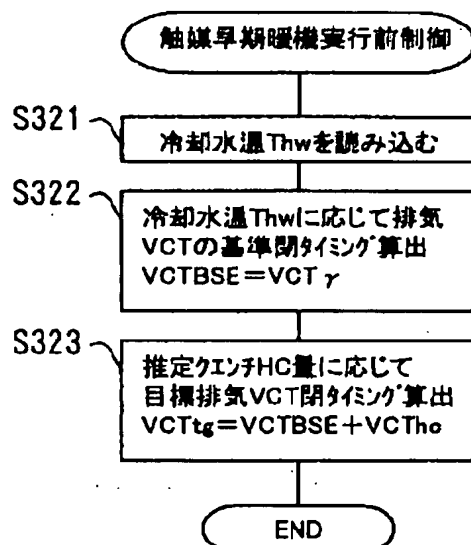 触媒早期暖機実行前制御
S321
冷却水温Thwを読み込む
S322
冷却水温Thwに応じて排気
VCTの基準閉タイミング算出
VCTBSE=VCTγ
S323
推定クエンチHC量に応じて
目標排気VCT閉タイミング算出
VCTtg=VCTBSE+VCThc
END